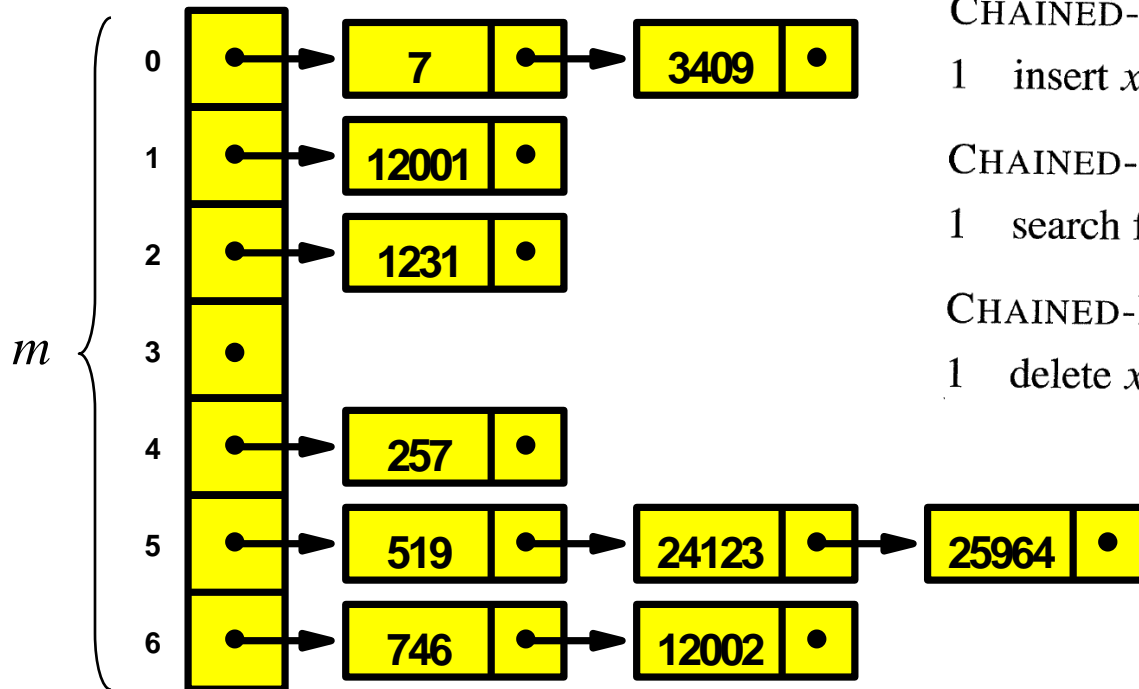 0 7 3409
1 12001
2 1231
m 3
4 257
5 519 24123 25964
6 746 12002
CHAINED-
1 insert x
CHAINED-
1 search
CHAINED-
1 delete x